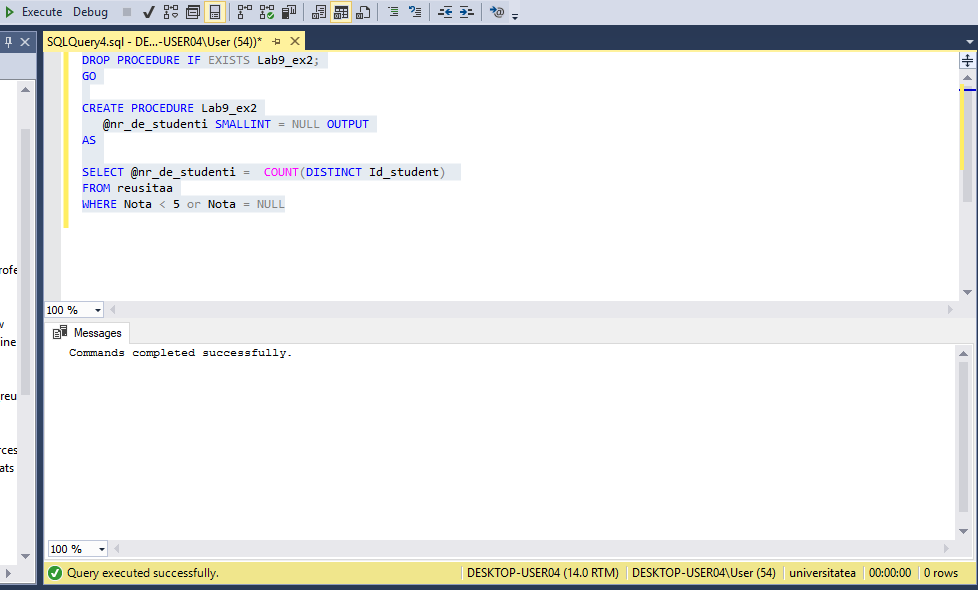 Execute Debug
SQLQuery4.sql - DE...-USER04\User (54))*
DROP PROCEDURE IF EXISTS Lab9_ex2;
GO
CREATE PROCEDURE Lab9_ex2
@nr_de_studenti SMALLINT = NULL OUTPUT
AS
SELECT @nr_de_studenti = COUNT(DISTINCT Id_student)
FROM reusitaa
WHERE Nota < 5 or Nota = NULL
rofe
ine
reu
rces
ats
100 %
Messages
Commands completed successfully.
100 %
Query executed successfully. DESKTOP-USER04 (14.0 RTM) DESKTOP-USER04\User (54) universitatea 00:00:00 0 rows